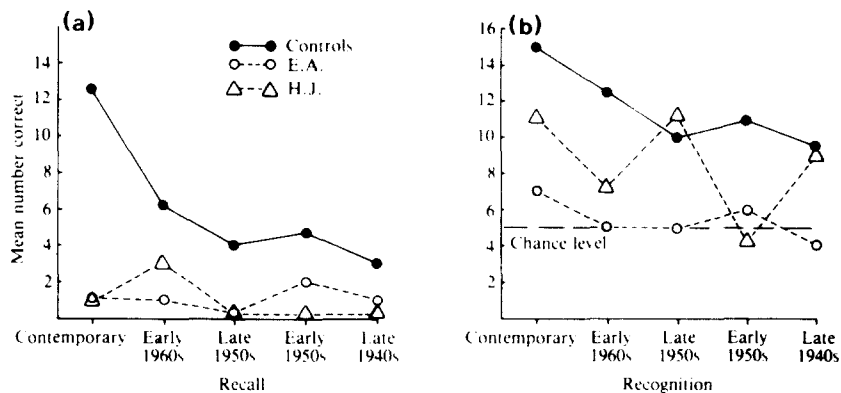 (a)
Controls
E.A.
H.J.
14
12
10
8
6
4
2
Mean number correct
Contemporary
Early 1960s
Late 1950s
Early 1950s
Late 1940s
Recall
(b)
16
14
12
10
8
6
4
2
Chance level
Contemporary
Early 1960s
Late 1950s
Early 1950s
Late 1940s
Recognition